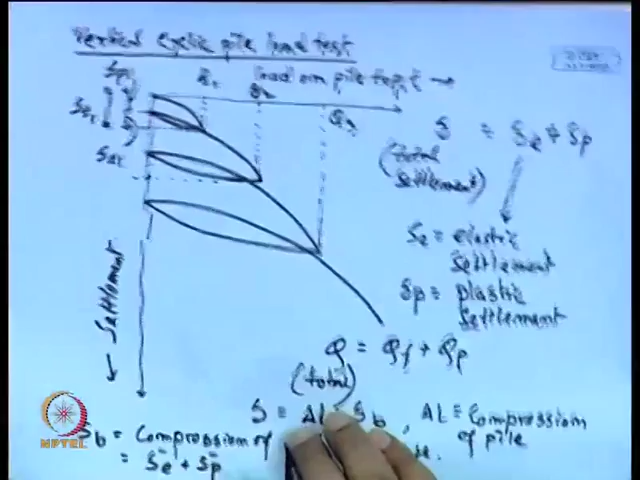 Vertical cyclic pile load test
Q1 Q2 load on pile top, t →
Q3
S = Se + Sp
(total settlement)
Se = elastic settlement
Sp = plastic settlement
↓ Settlement
Q = Qf + Qp
(total)
S = ΔL + Sb , ΔL = Compression of pile
Sb = Compression of
= Se + Sp
NPTEL